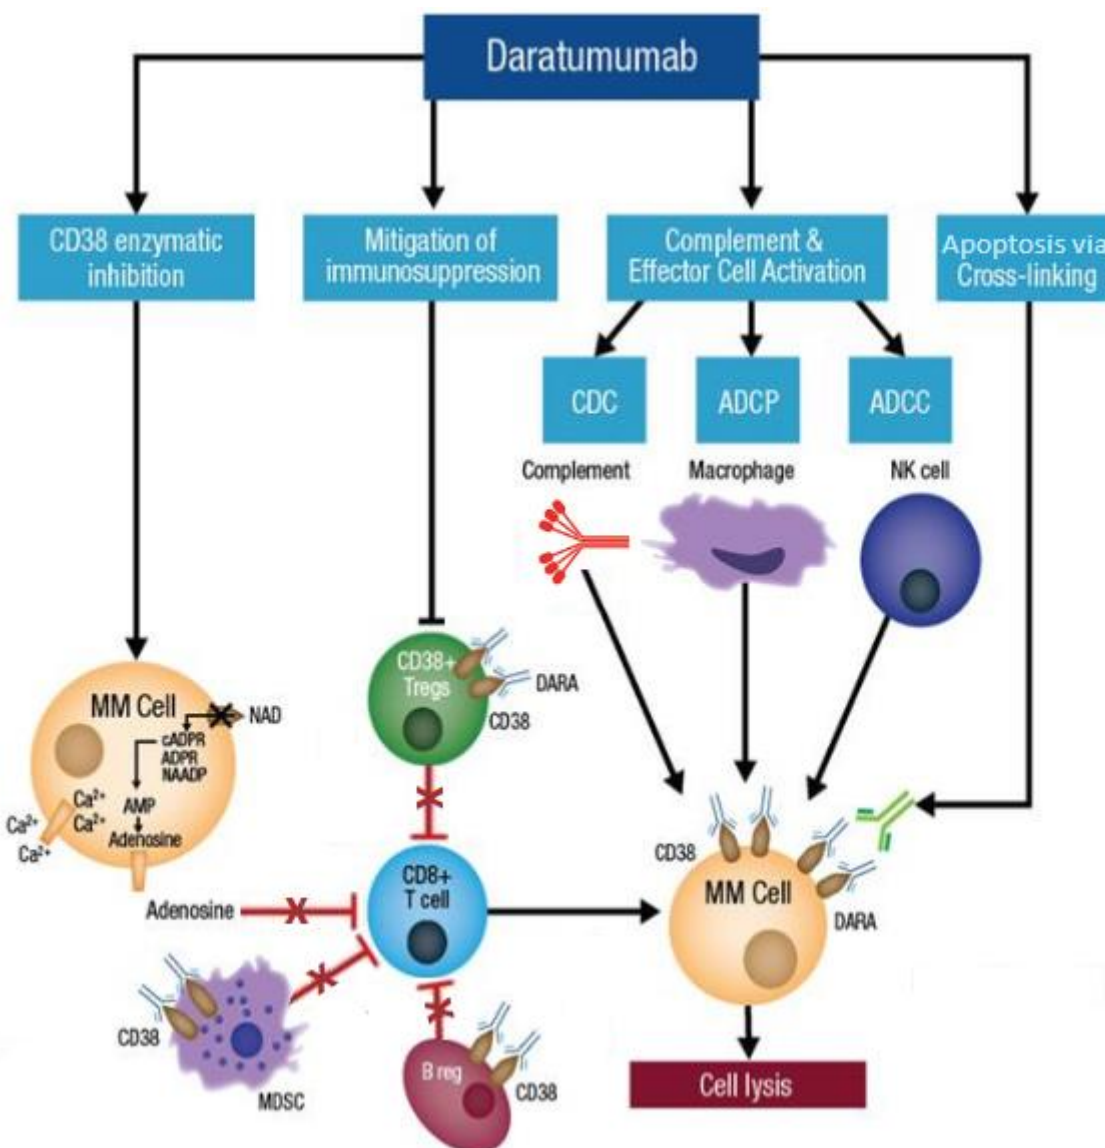 Daratumumab
CD38 enzymatic
inhibition
Mitigation of
immunosuppression
Complement &
Effector Cell Activation
Apoptosis via
Cross-linking
CDC
ADCP
ADCC
Complement
Macrophage
NK cell
CD38+
Tregs
DARA
CD38
MM Cell
NAD
cADPR
ADPR
NAADP
AMP
Adenosine
Ca²⁺
Ca²⁺
Ca²⁺
Ca²⁺
CD38
MM Cell
DARA
CD8+
T cell
Adenosine
CD38
MDSC
B reg
CD38
Cell lysis